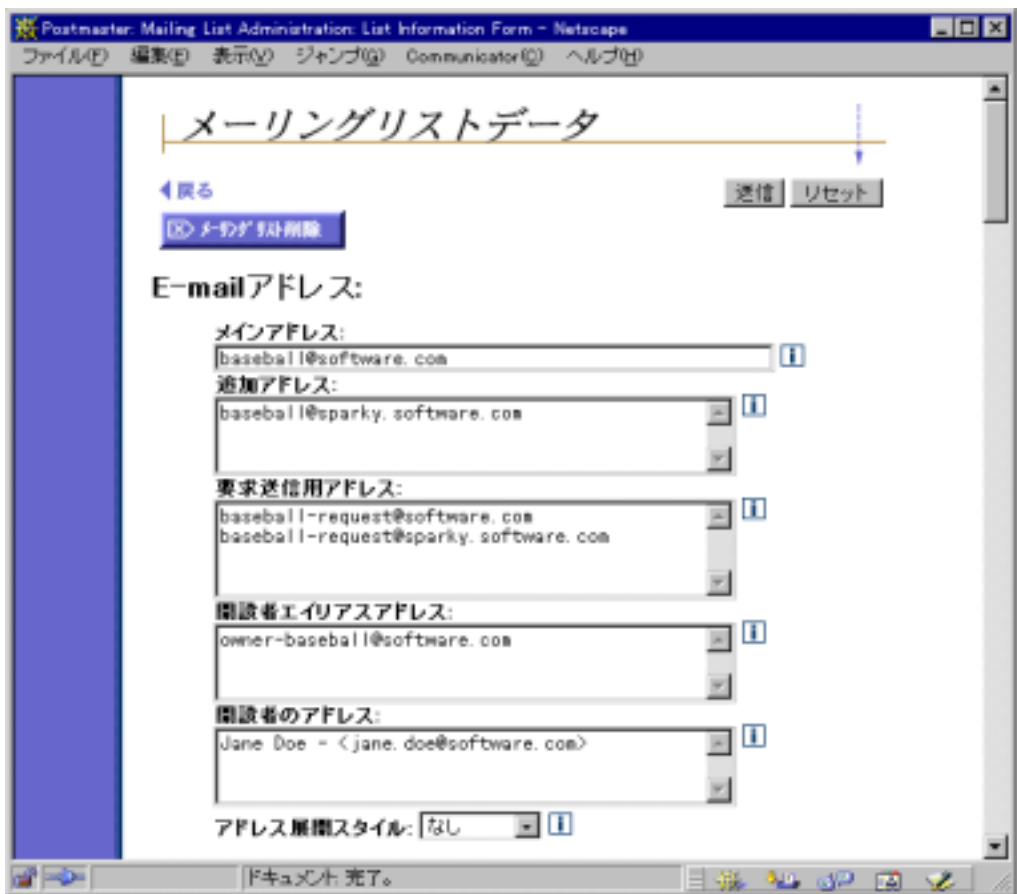 Postmaster: Mailing List Administration: List Information Form - Netscape
ファイル(F) 編集(E) 表示(V) ジャンプ(G) Communicator(C) ヘルプ(H)
メーリングリストデータ
戻る
送信 リセット
メーリングリスト削除
E-mailアドレス:
メインアドレス:
baseball@software.com
追加アドレス:
baseball@sparky.software.com
要求送信用アドレス:
baseball-request@software.com
baseball-request@sparky.software.com
開設者エイリアスアドレス:
owner-baseball@software.com
開設者のアドレス:
Jane Doe - <jane.doe@software.com>
アドレス展開スタイル: なし
ドキュメント: 完了。